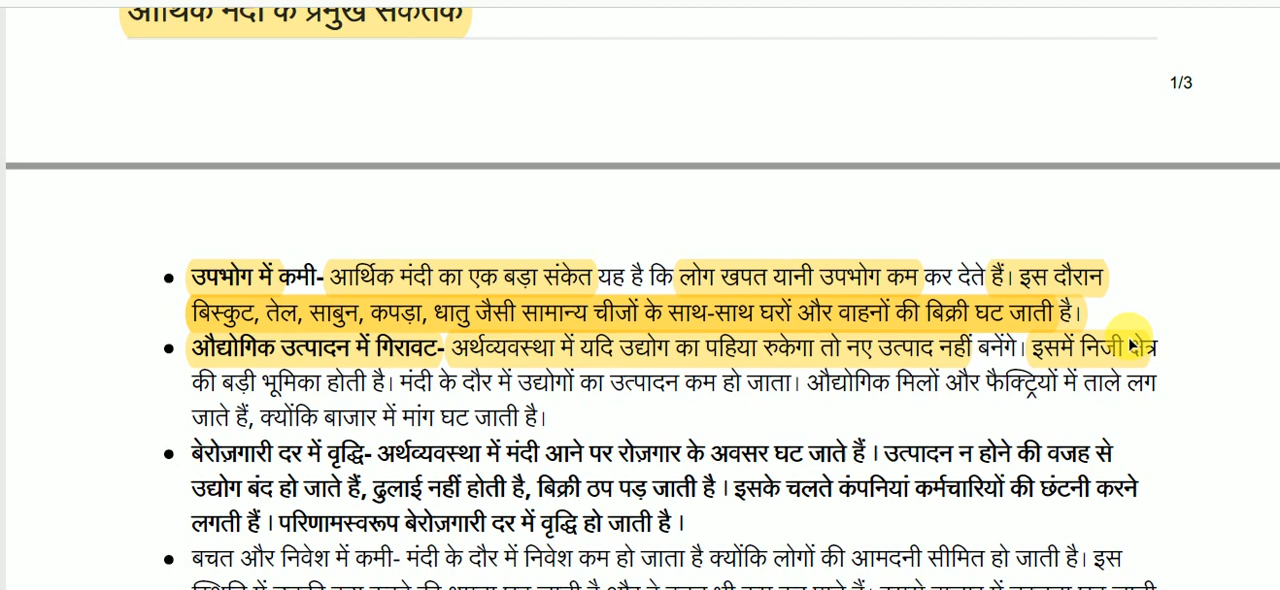 आर्थिक मंदी के प्रमुख संकेतक
1/3
• उपभोग में कमी- आर्थिक मंदी का एक बड़ा संकेत यह है कि लोग खपत यानी उपभोग कम कर देते हैं। इस दौरान
बिस्कुट, तेल, साबुन, कपड़ा, धातु जैसी सामान्य चीजों के साथ-साथ घरों और वाहनों की बिक्री घट जाती है।
• औद्योगिक उत्पादन में गिरावट- अर्थव्यवस्था में यदि उद्योग का पहिया रुकेगा तो नए उत्पाद नहीं बनेंगे। इसमें निजी क्षेत्र
की बड़ी भूमिका होती है। मंदी के दौर में उद्योगों का उत्पादन कम हो जाता। औद्योगिक मिलों और फैक्ट्रियों में ताले लग
जाते हैं, क्योंकि बाजार में मांग घट जाती है।
• बेरोज़गारी दर में वृद्धि- अर्थव्यवस्था में मंदी आने पर रोज़गार के अवसर घट जाते हैं । उत्पादन न होने की वजह से
उद्योग बंद हो जाते हैं, ढुलाई नहीं होती है, बिक्री ठप पड़ जाती है । इसके चलते कंपनियां कर्मचारियों की छंटनी करने
लगती हैं । परिणामस्वरूप बेरोज़गारी दर में वृद्धि हो जाती है ।
• बचत और निवेश में कमी- मंदी के दौर में निवेश कम हो जाता है क्योंकि लोगों की आमदनी सीमित हो जाती है। इस